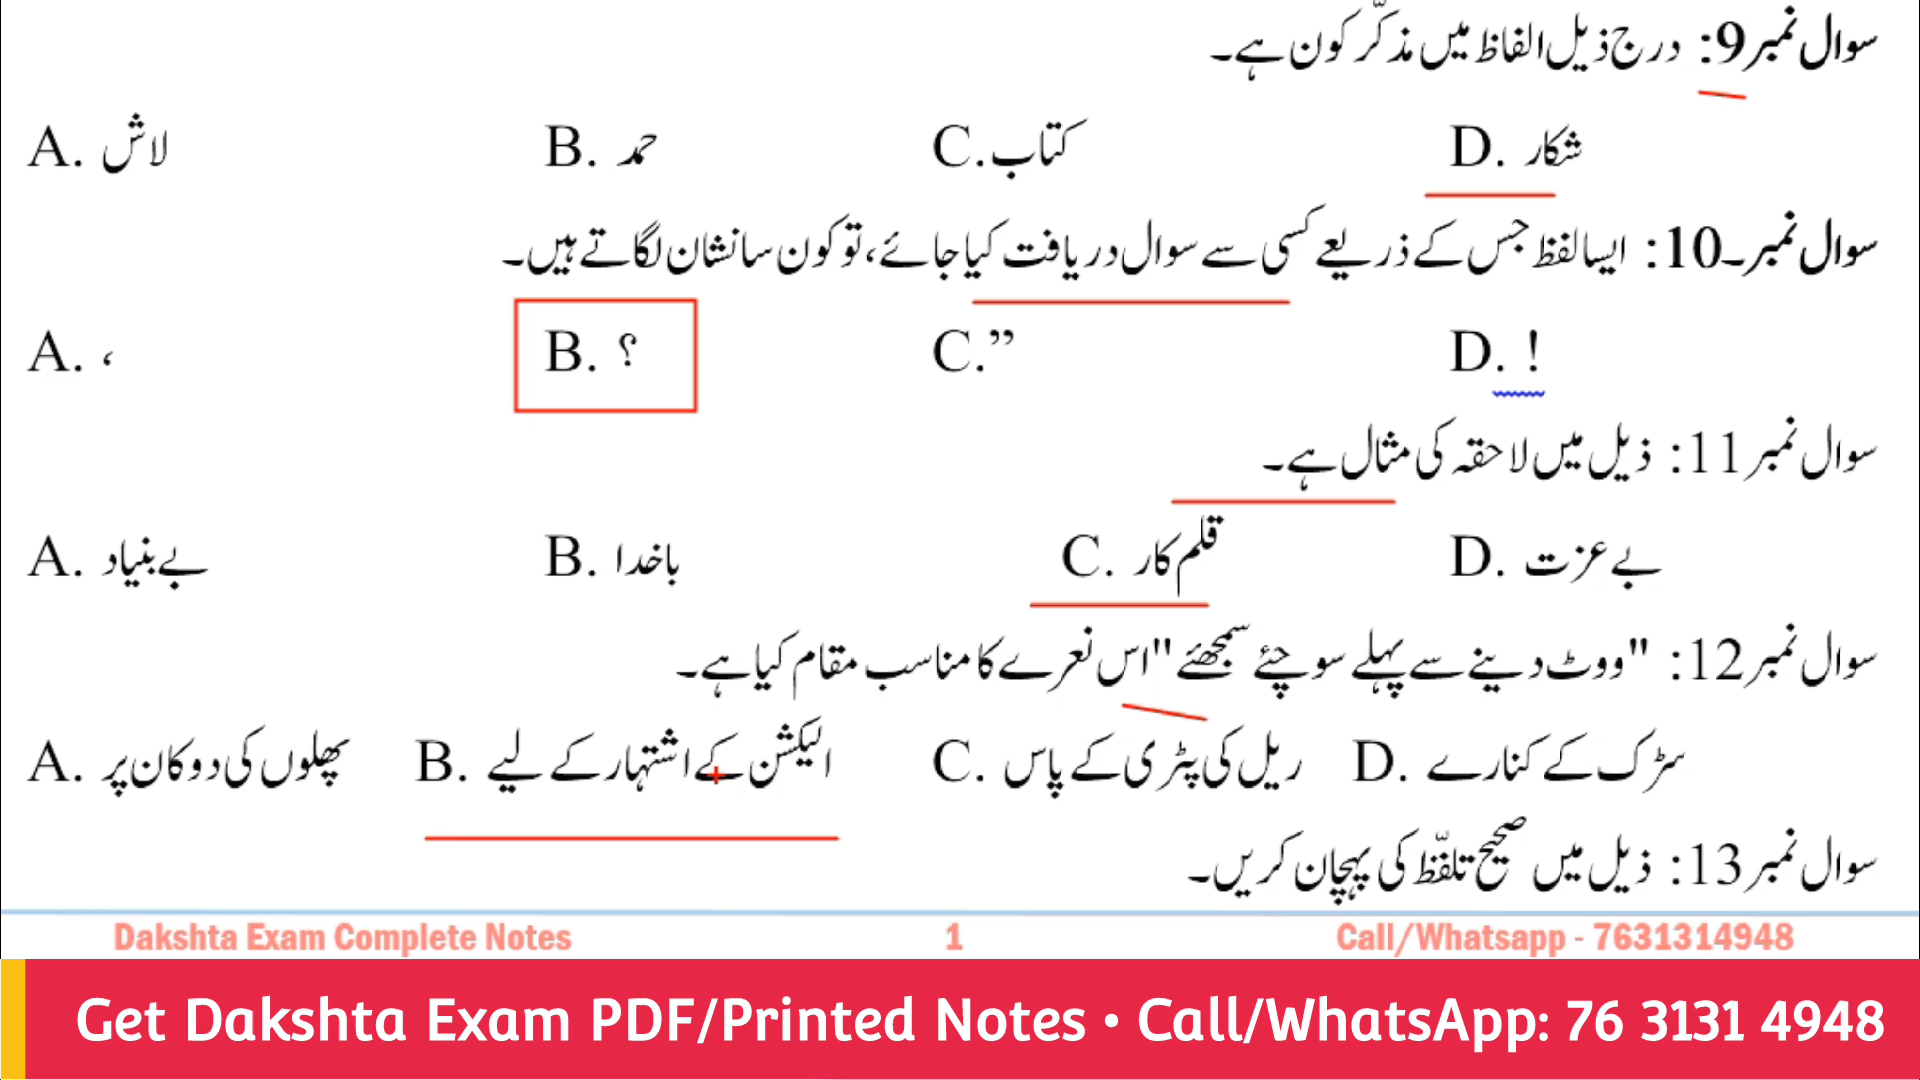 سوال نمبر 9: درج ذیل الفاظ میں مذکّر کون ہے۔
A. لاش B. حمد C. کتاب D. شکار
سوال نمبر۔10: ایسا لفظ جس کے ذریعے کسی سے سوال دریافت کیا جائے، تو کون سا نشان لگاتے ہیں۔
A. ، B. ؟ C.” D. !
سوال نمبر 11: ذیل میں لاحقہ کی مثال ہے۔
A. بے بنیاد B. باخدا C. قلم کار D. بے عزت
سوال نمبر 12: "ووٹ دینے سے پہلے سوچئے سمجھئے" اس نعرے کا مناسب مقام کیا ہے۔
A. پھلوں کی دوکان پر B. الیکشن کے اشتہار کے لیے C. ریل کی پٹڑی کے پاس D. سڑک کے کنارے
سوال نمبر 13: ذیل میں صحیح تلفّظ کی پہچان کریں۔
Dakshta Exam Complete Notes 1 Call/Whatsapp - 7631314948
Get Dakshta Exam PDF/Printed Notes • Call/WhatsApp: 76 3131 4948